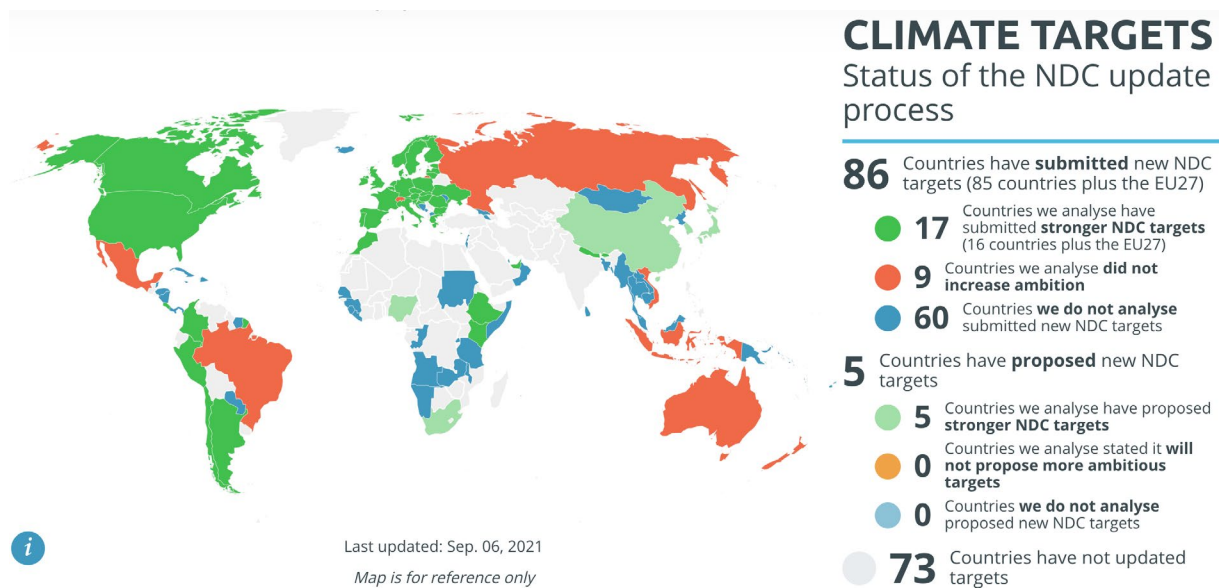 CLIMATE TARGETS
Status of the NDC update
process
86 Countries have submitted new NDC
targets (85 countries plus the EU27)
17 Countries we analyse have
submitted stronger NDC targets
(16 countries plus the EU27)
9 Countries we analyse did not
increase ambition
60 Countries we do not analyse
submitted new NDC targets
5 Countries have proposed new NDC
targets
5 Countries we analyse have proposed
stronger NDC targets
0 Countries we analyse stated it will
not propose more ambitious
targets
0 Countries we do not analyse
proposed new NDC targets
73 Countries have not updated
targets
i
Last updated: Sep. 06, 2021
Map is for reference only